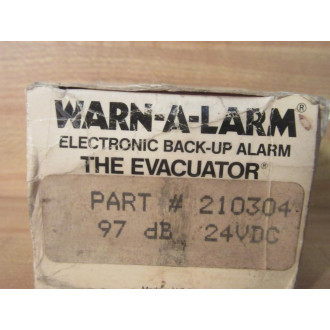 WARN-A-LARM®
ELECTRONIC BACK-UP ALARM
THE EVACUATOR®
PART # 210304
97 dB 24VDC